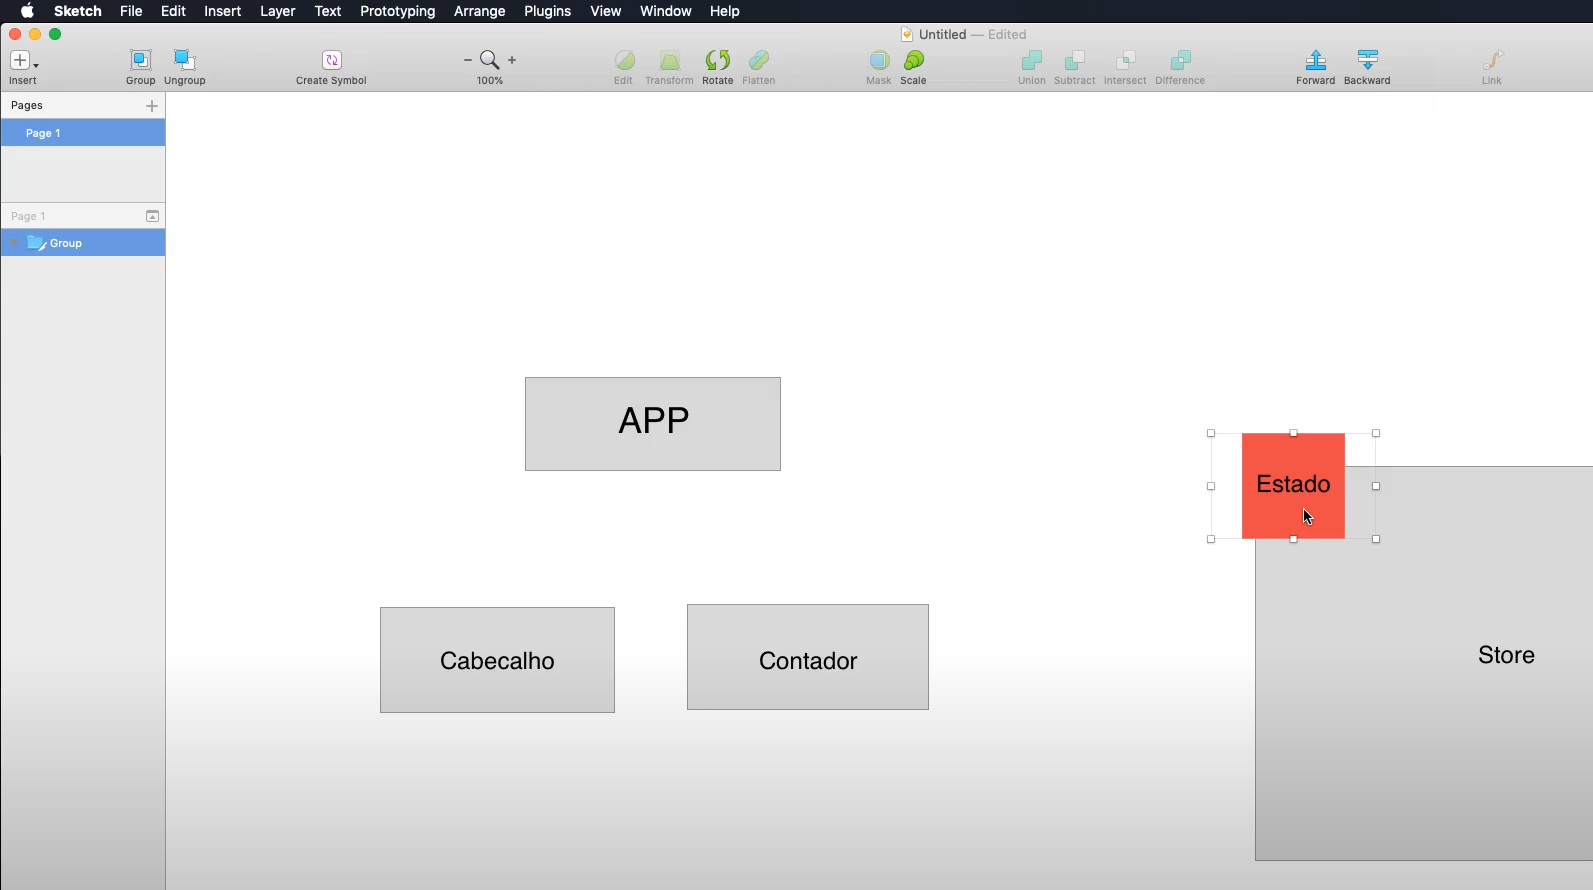 Sketch File Edit Insert Layer Text Prototyping Arrange Plugins View Window Help
Untitled — Edited
100%
Insert Group Ungroup Create Symbol Edit Transform Rotate Flatten Mask Scale Union Subtract Intersect Difference Forward Backward Link
Pages
Page 1
Page 1
Group
APP
Estado
Cabecalho
Contador
Store